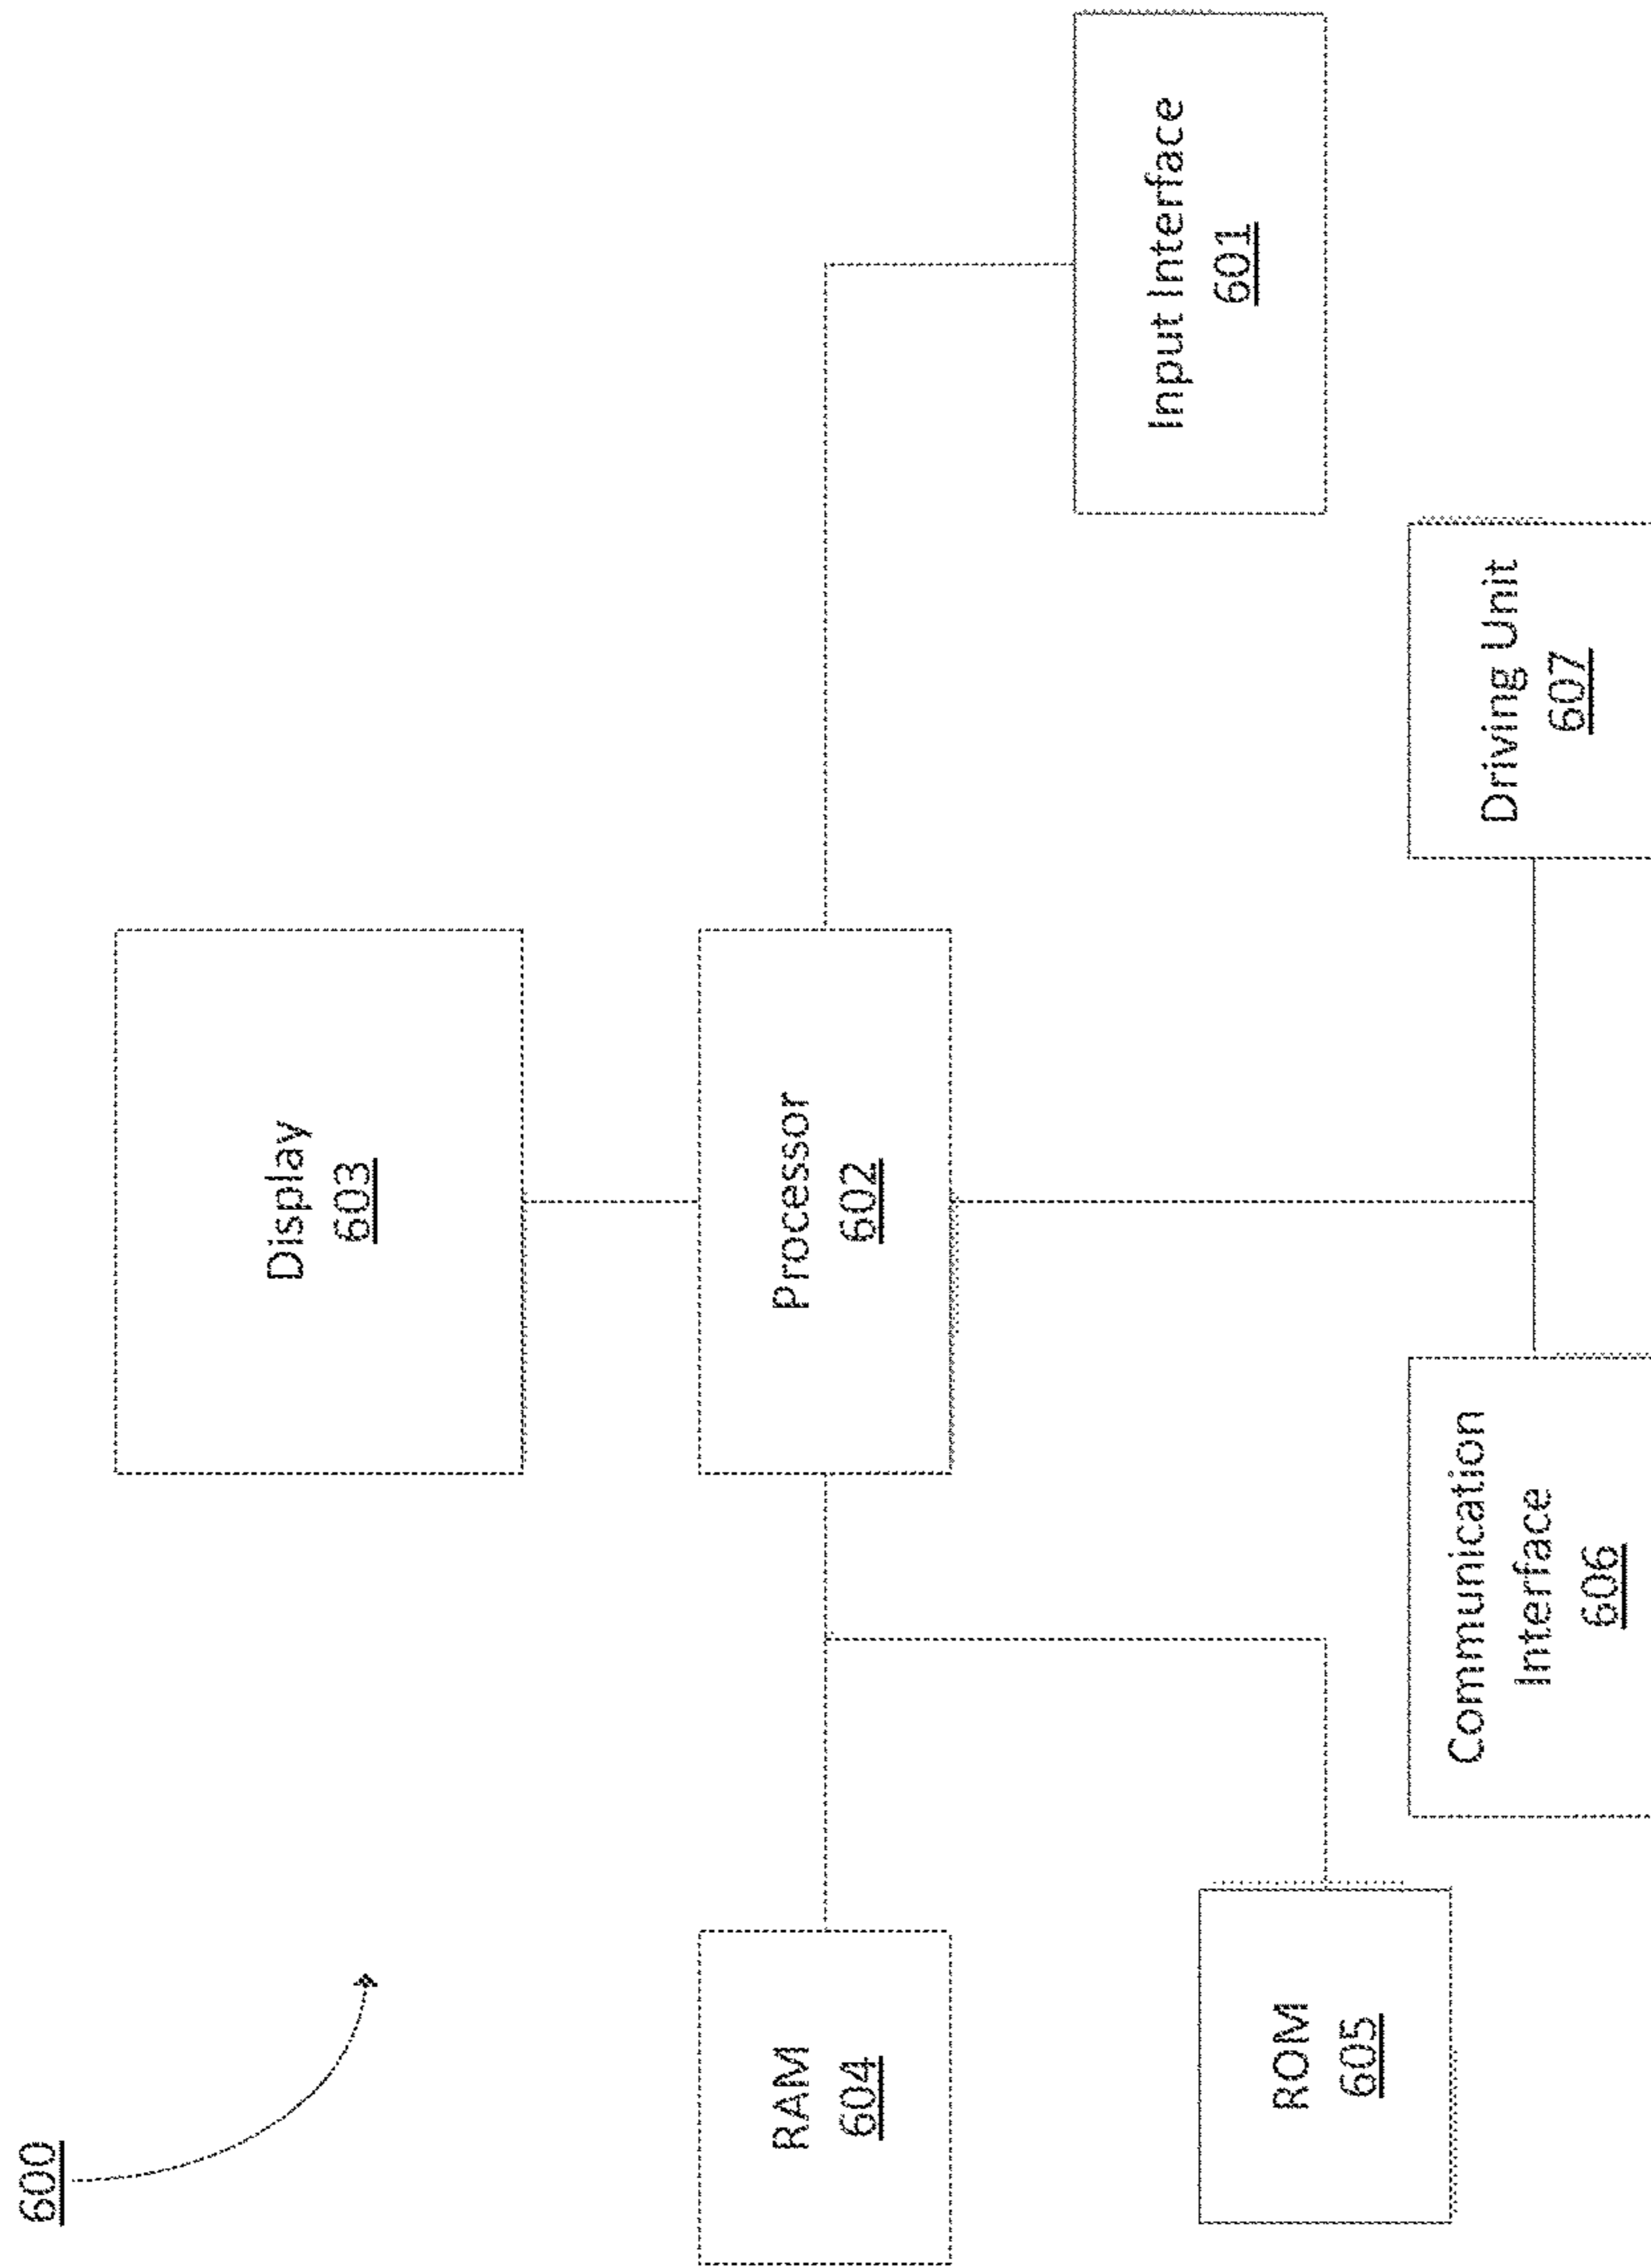 600
Display
603
RAM
604
Processor
602
Input Interface
601
ROM
605
Communication
Interface
606
Driving Unit
607